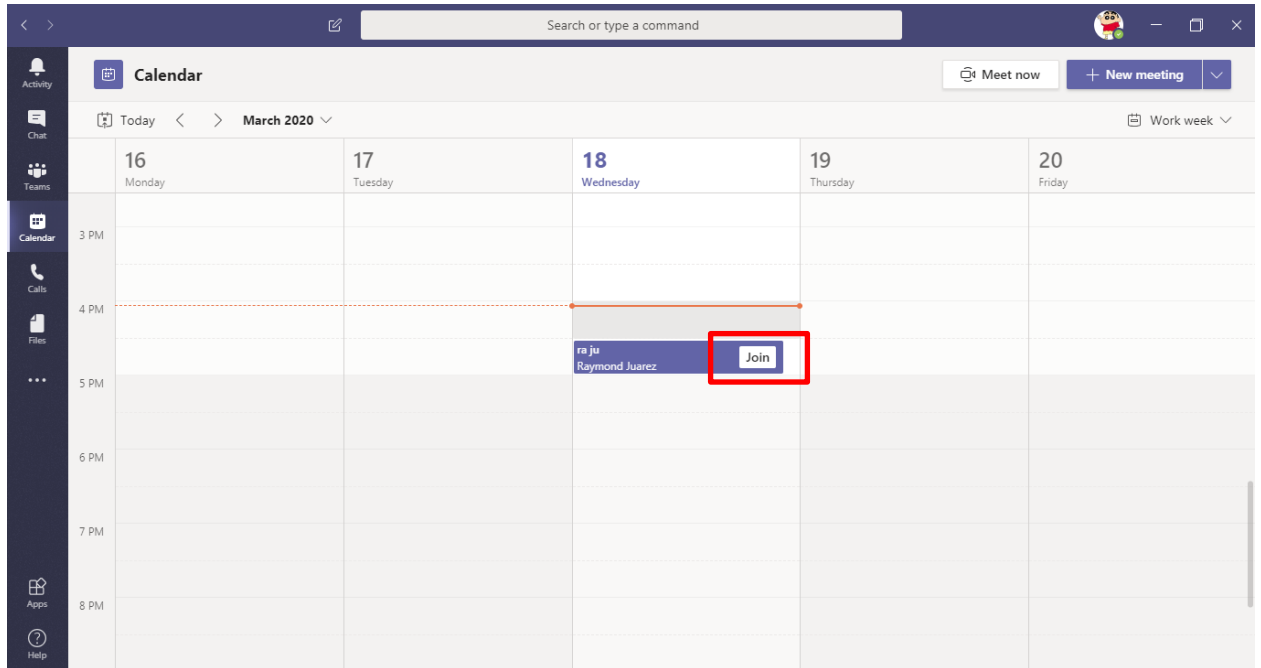 Search or type a command
Activity
Chat
Teams
Calendar
Calls
Files
Apps
Help
Calendar
Meet now
New meeting
Today
March 2020
Work week
16
Monday
17
Tuesday
18
Wednesday
19
Thursday
20
Friday
3 PM
4 PM
ra ju
Raymond Juarez
Join
5 PM
6 PM
7 PM
8 PM